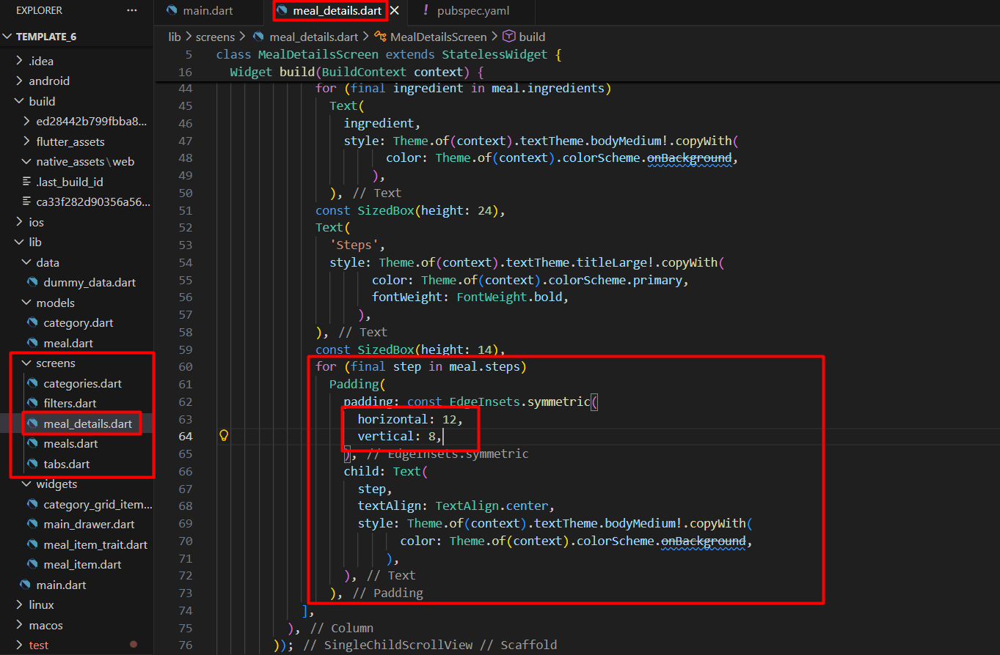 EXPLORER
···
main.dart
meal_details.dart
! pubspec.yaml
TEMPLATE_6
.idea
android
build
ed28442b799fbba8...
flutter_assets
native_assets\web
.last_build_id
ca33f282d90356a56...
ios
lib
data
dummy_data.dart
models
category.dart
meal.dart
screens
categories.dart
filters.dart
meal_details.dart
meals.dart
tabs.dart
widgets
category_grid_item...
main_drawer.dart
meal_item_trait.dart
meal_item.dart
main.dart
linux
macos
test
lib > screens > meal_details.dart > MealDetailsScreen > build
5 class MealDetailsScreen extends StatelessWidget {
16 Widget build(BuildContext context) {
44 for (final ingredient in meal.ingredients)
45 Text(
46 ingredient,
47 style: Theme.of(context).textTheme.bodyMedium!.copyWith(
48 color: Theme.of(context).colorScheme.onBackground,
49 ),
50 ), // Text
51 const SizedBox(height: 24),
52 Text(
53 'Steps',
54 style: Theme.of(context).textTheme.titleLarge!.copyWith(
55 color: Theme.of(context).colorScheme.primary,
56 fontWeight: FontWeight.bold,
57 ),
58 ), // Text
59 const SizedBox(height: 14),
60 for (final step in meal.steps)
61 Padding(
62 padding: const EdgeInsets.symmetric(
63 horizontal: 12,
64 vertical: 8,
65 ), // EdgeInsets.symmetric
66 child: Text(
67 step,
68 textAlign: TextAlign.center,
69 style: Theme.of(context).textTheme.bodyMedium!.copyWith(
70 color: Theme.of(context).colorScheme.onBackground,
71 ),
72 ), // Text
73 ), // Padding
74 ],
75 ), // Column
76 )); // SingleChildScrollView // Scaffold